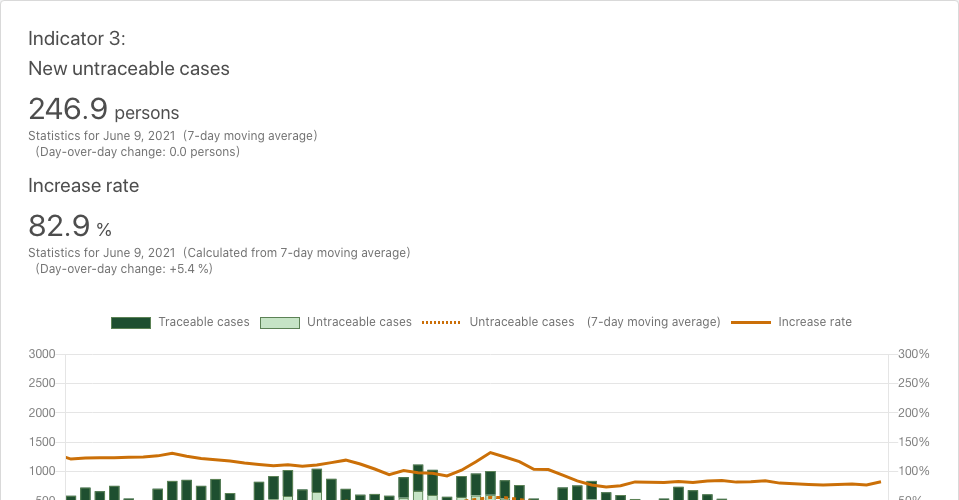 Indicator 3:
New untraceable cases
246.9 persons
Statistics for June 9, 2021 (7-day moving average)
(Day-over-day change: 0.0 persons)
Increase rate
82.9 %
Statistics for June 9, 2021 (Calculated from 7-day moving average)
(Day-over-day change: +5.4 %)
Traceable cases Untraceable cases Untraceable cases (7-day moving average) Increase rate
3000 300%
2500 250%
2000 200%
1500 150%
1000 100%
500 50%